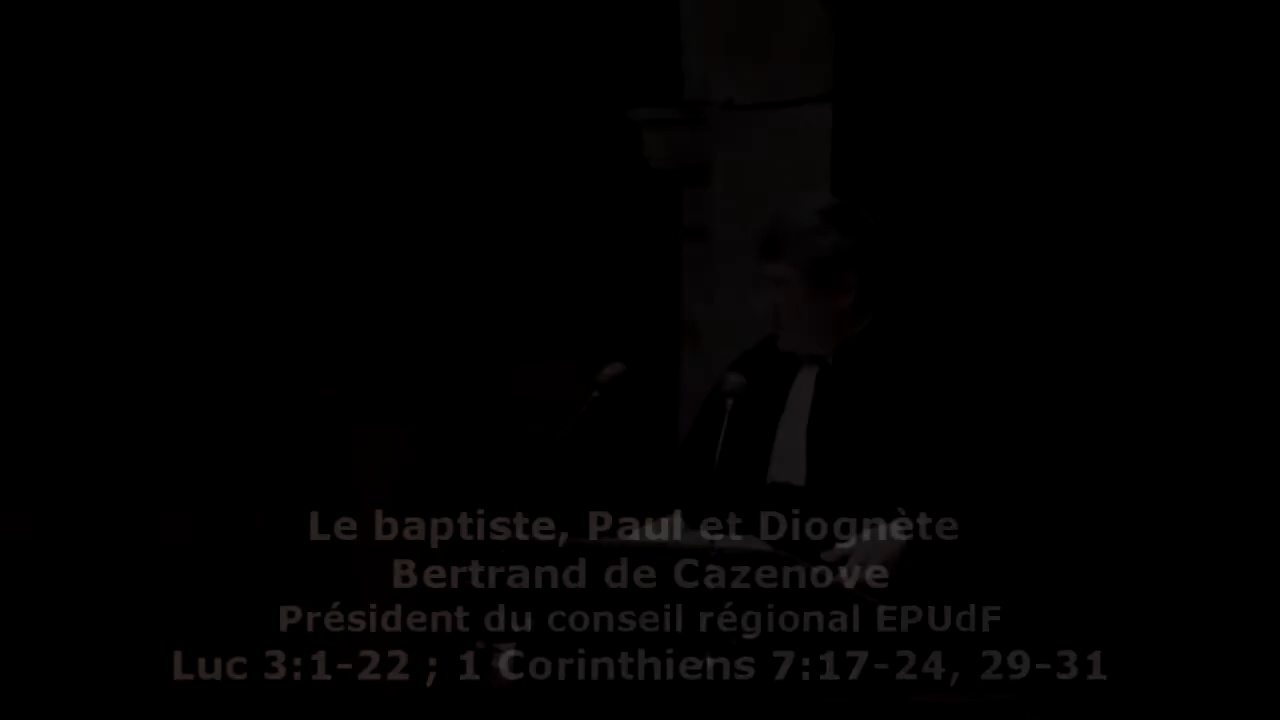 Le baptiste, Paul et Diognète
Bertrand de Cazenove
Président du conseil régional EPUdF
Luc 3:1-22 ; 1 Corinthiens 7:17-24, 29-31